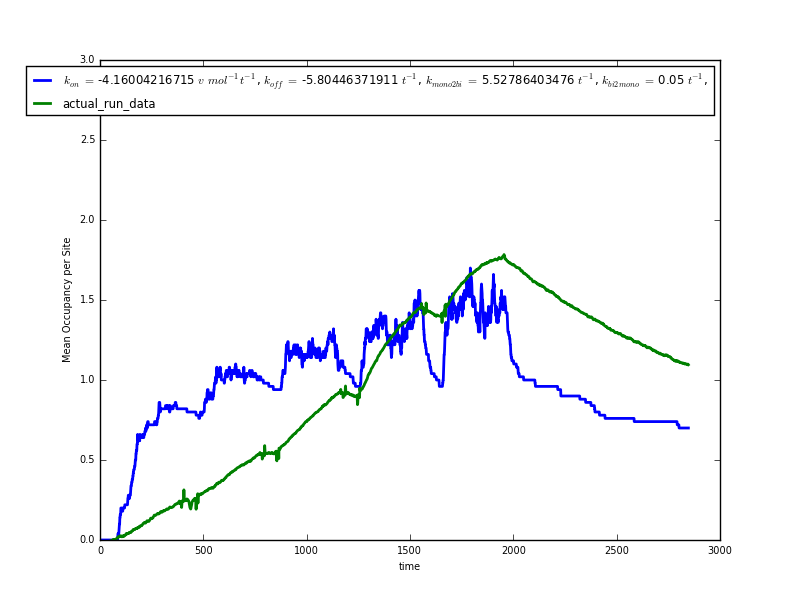 3.0
k_on = -4.16004216715 v mol^-1 t^-1, k_off = -5.80446371911 t^-1, k_mono2bi = 5.52786403476 t^-1, k_bi2mono = 0.05 t^-1,
actual_run_data
2.5
2.0
1.5
1.0
0.5
0.0
Mean Occupancy per Site
0 500 1000 1500 2000 2500 3000
time